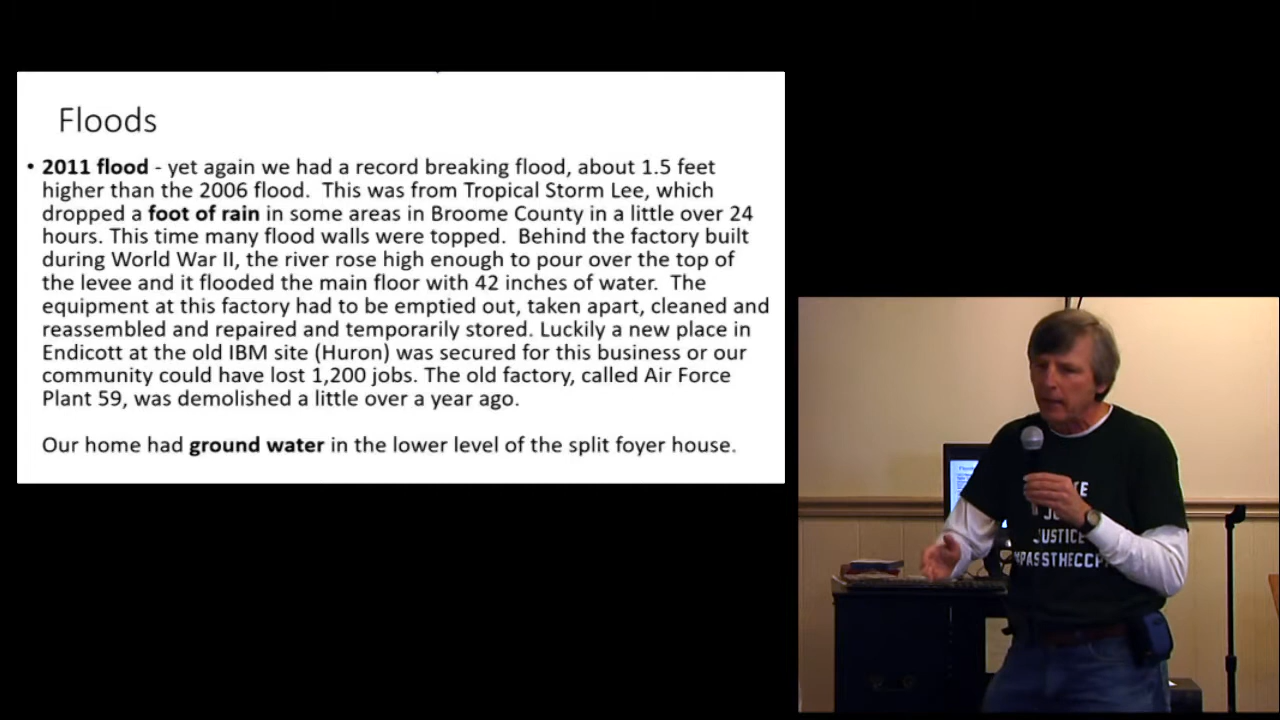 Floods
• 2011 flood - yet again we had a record breaking flood, about 1.5 feet
higher than the 2006 flood.  This was from Tropical Storm Lee, which
dropped a foot of rain in some areas in Broome County in a little over 24
hours. This time many flood walls were topped.  Behind the factory built
during World War II, the river rose high enough to pour over the top of
the levee and it flooded the main floor with 42 inches of water.  The
equipment at this factory had to be emptied out, taken apart, cleaned and
reassembled and repaired and temporarily stored. Luckily a new place in
Endicott at the old IBM site (Huron) was secured for this business or our
community could have lost 1,200 jobs. The old factory, called Air Force
Plant 59, was demolished a little over a year ago.
Our home had ground water in the lower level of the split foyer house.
JUSTICE